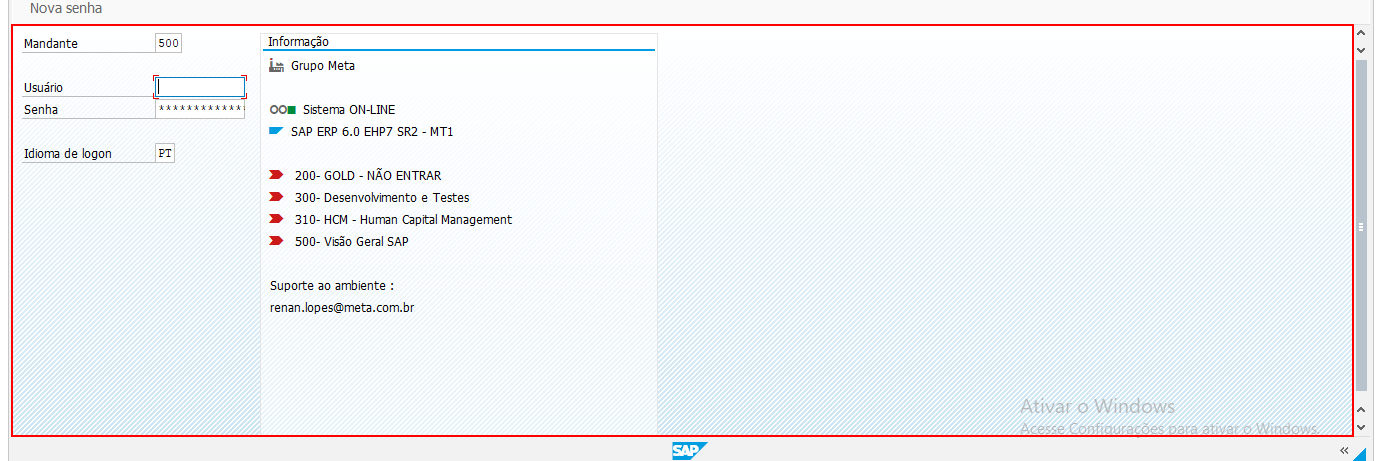 Nova senha
Mandante 500
Usuário
Senha *************
Idioma de logon PT
Informação
Grupo Meta
Sistema ON-LINE
SAP ERP 6.0 EHP7 SR2 - MT1
200- GOLD - NÃO ENTRAR
300- Desenvolvimento e Testes
310- HCM - Human Capital Management
500- Visão Geral SAP
Suporte ao ambiente :
renan.lopes@meta.com.br
Ativar o Windows
Acesse Configurações para ativar o Windows.
SAP